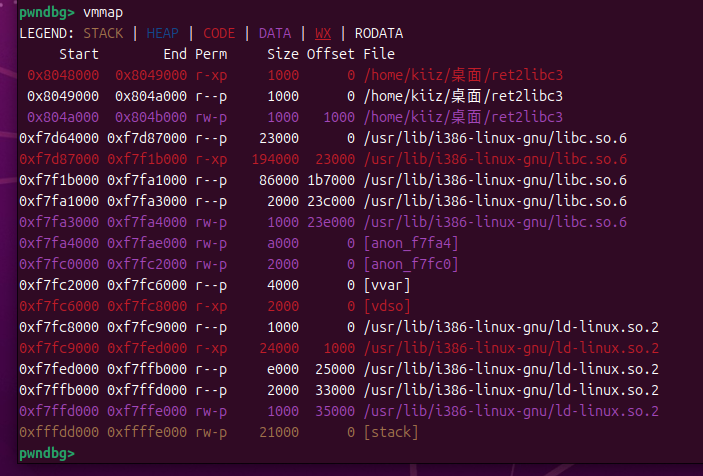 pwndbg> vmmap
LEGEND: STACK | HEAP | CODE | DATA | WX | RODATA
Start End Perm Size Offset File
0x8048000 0x8049000 r-xp 1000 0 /home/kiiz/桌面/ret2libc3
0x8049000 0x804a000 r--p 1000 0 /home/kiiz/桌面/ret2libc3
0x804a000 0x804b000 rw-p 1000 1000 /home/kiiz/桌面/ret2libc3
0xf7d64000 0xf7d87000 r--p 23000 0 /usr/lib/i386-linux-gnu/libc.so.6
0xf7d87000 0xf7f1b000 r-xp 194000 23000 /usr/lib/i386-linux-gnu/libc.so.6
0xf7f1b000 0xf7fa1000 r--p 86000 1b7000 /usr/lib/i386-linux-gnu/libc.so.6
0xf7fa1000 0xf7fa3000 r--p 2000 23c000 /usr/lib/i386-linux-gnu/libc.so.6
0xf7fa3000 0xf7fa4000 rw-p 1000 23e000 /usr/lib/i386-linux-gnu/libc.so.6
0xf7fa4000 0xf7fae000 rw-p a000 0 [anon_f7fa4]
0xf7fc0000 0xf7fc2000 rw-p 2000 0 [anon_f7fc0]
0xf7fc2000 0xf7fc6000 r--p 4000 0 [vvar]
0xf7fc6000 0xf7fc8000 r-xp 2000 0 [vdso]
0xf7fc8000 0xf7fc9000 r--p 1000 0 /usr/lib/i386-linux-gnu/ld-linux.so.2
0xf7fc9000 0xf7fed000 r-xp 24000 1000 /usr/lib/i386-linux-gnu/ld-linux.so.2
0xf7fed000 0xf7ffb000 r--p e000 25000 /usr/lib/i386-linux-gnu/ld-linux.so.2
0xf7ffb000 0xf7ffd000 r--p 2000 33000 /usr/lib/i386-linux-gnu/ld-linux.so.2
0xf7ffd000 0xf7ffe000 rw-p 1000 35000 /usr/lib/i386-linux-gnu/ld-linux.so.2
0xfffdd000 0xffffe000 rw-p 21000 0 [stack]
pwndbg>